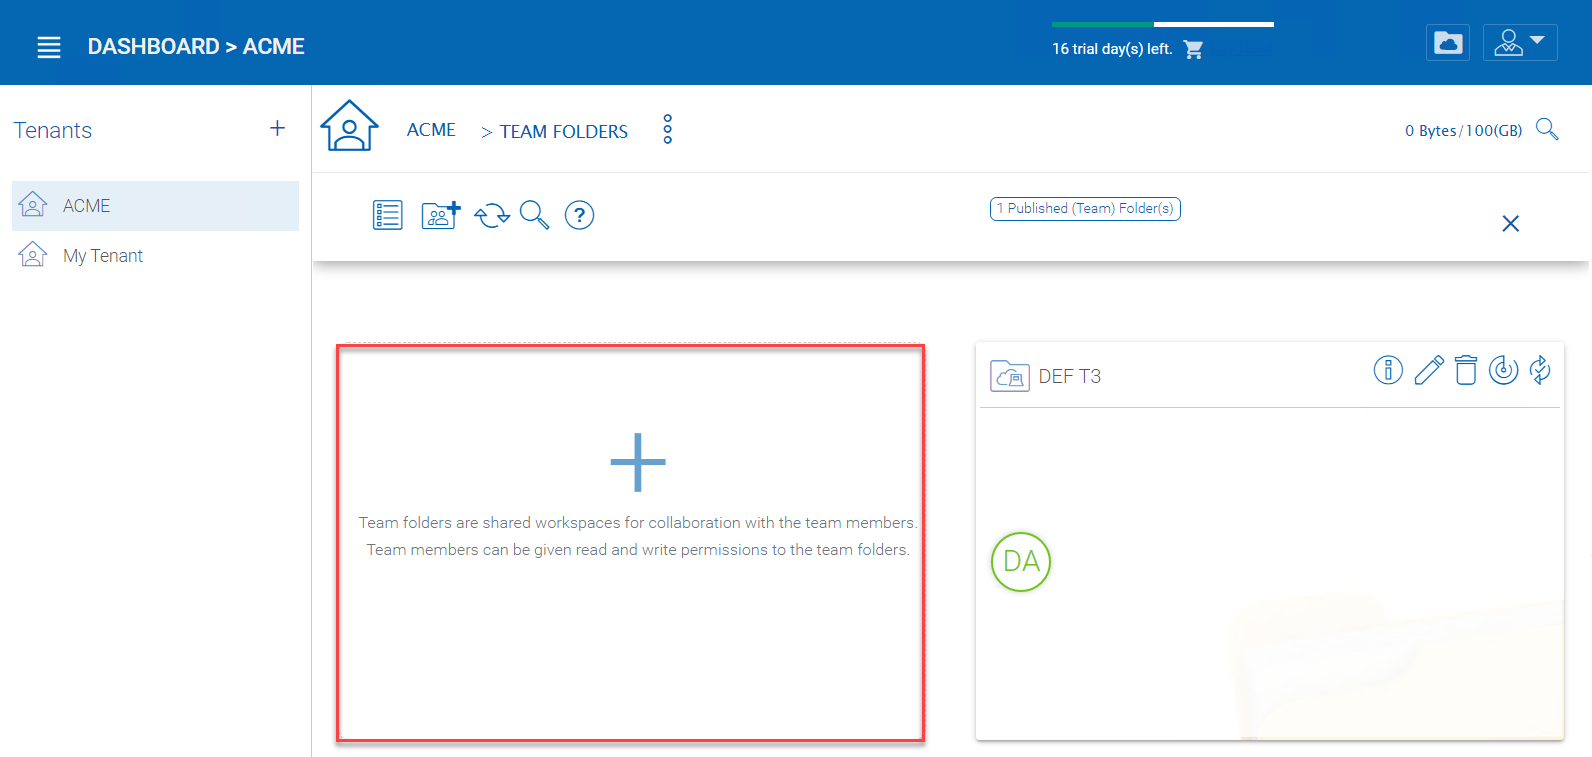 DASHBOARD > ACME
16 trial day(s) left.
Tenants
ACME
My Tenant
ACME > TEAM FOLDERS
0 Bytes/100(GB)
?
1 Published (Team) Folder(s)
Team folders are shared workspaces for collaboration with the team members.
Team members can be given read and write permissions to the team folders.
DEF T3
DA